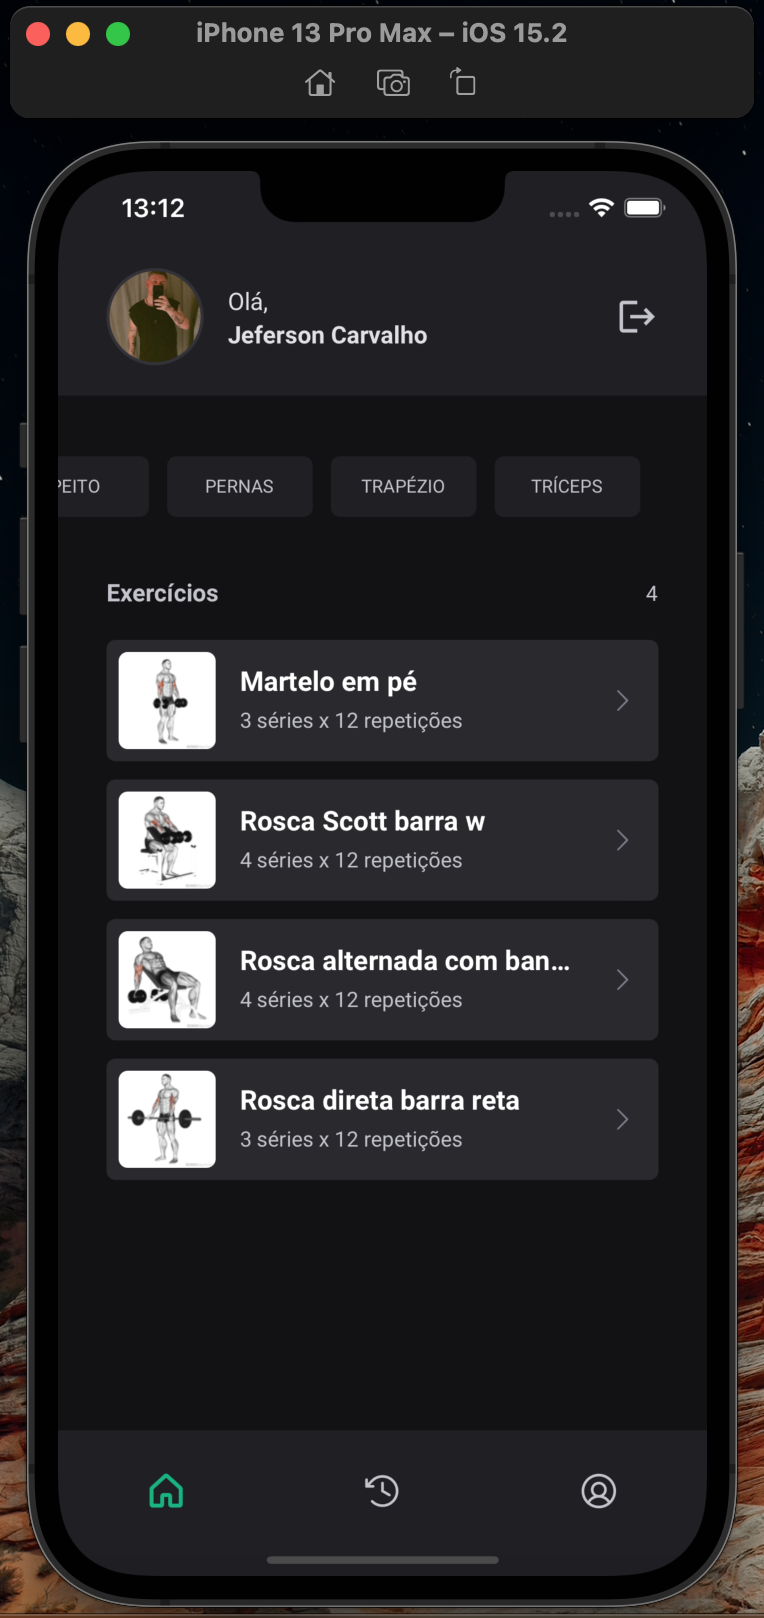 iPhone 13 Pro Max – iOS 15.2
13:12
Olá,
Jeferson Carvalho
PEITO
PERNAS
TRAPÉZIO
TRÍCEPS
Exercícios
4
Martelo em pé
3 séries x 12 repetições
Rosca Scott barra w
4 séries x 12 repetições
Rosca alternada com ban...
4 séries x 12 repetições
Rosca direta barra reta
3 séries x 12 repetições